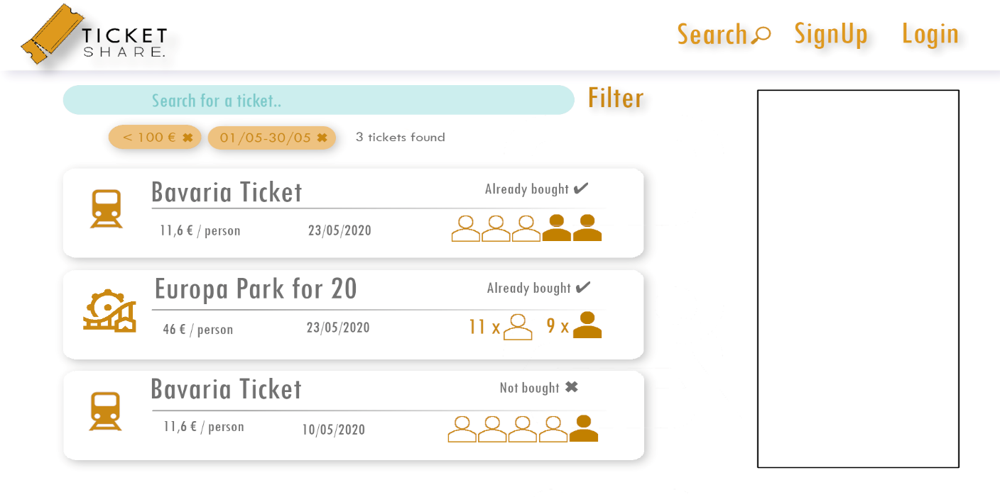 TICKET
SHARE.
Search SignUp Login
Search for a ticket.. Filter
< 100 € ✖ 01/05-30/05 ✖ 3 tickets found
Bavaria Ticket Already bought ✔
11,6 € / person 23/05/2020
Europa Park for 20 Already bought ✔
46 € / person 23/05/2020 11 x 9 x
Bavaria Ticket Not bought ✖
11,6 € / person 10/05/2020